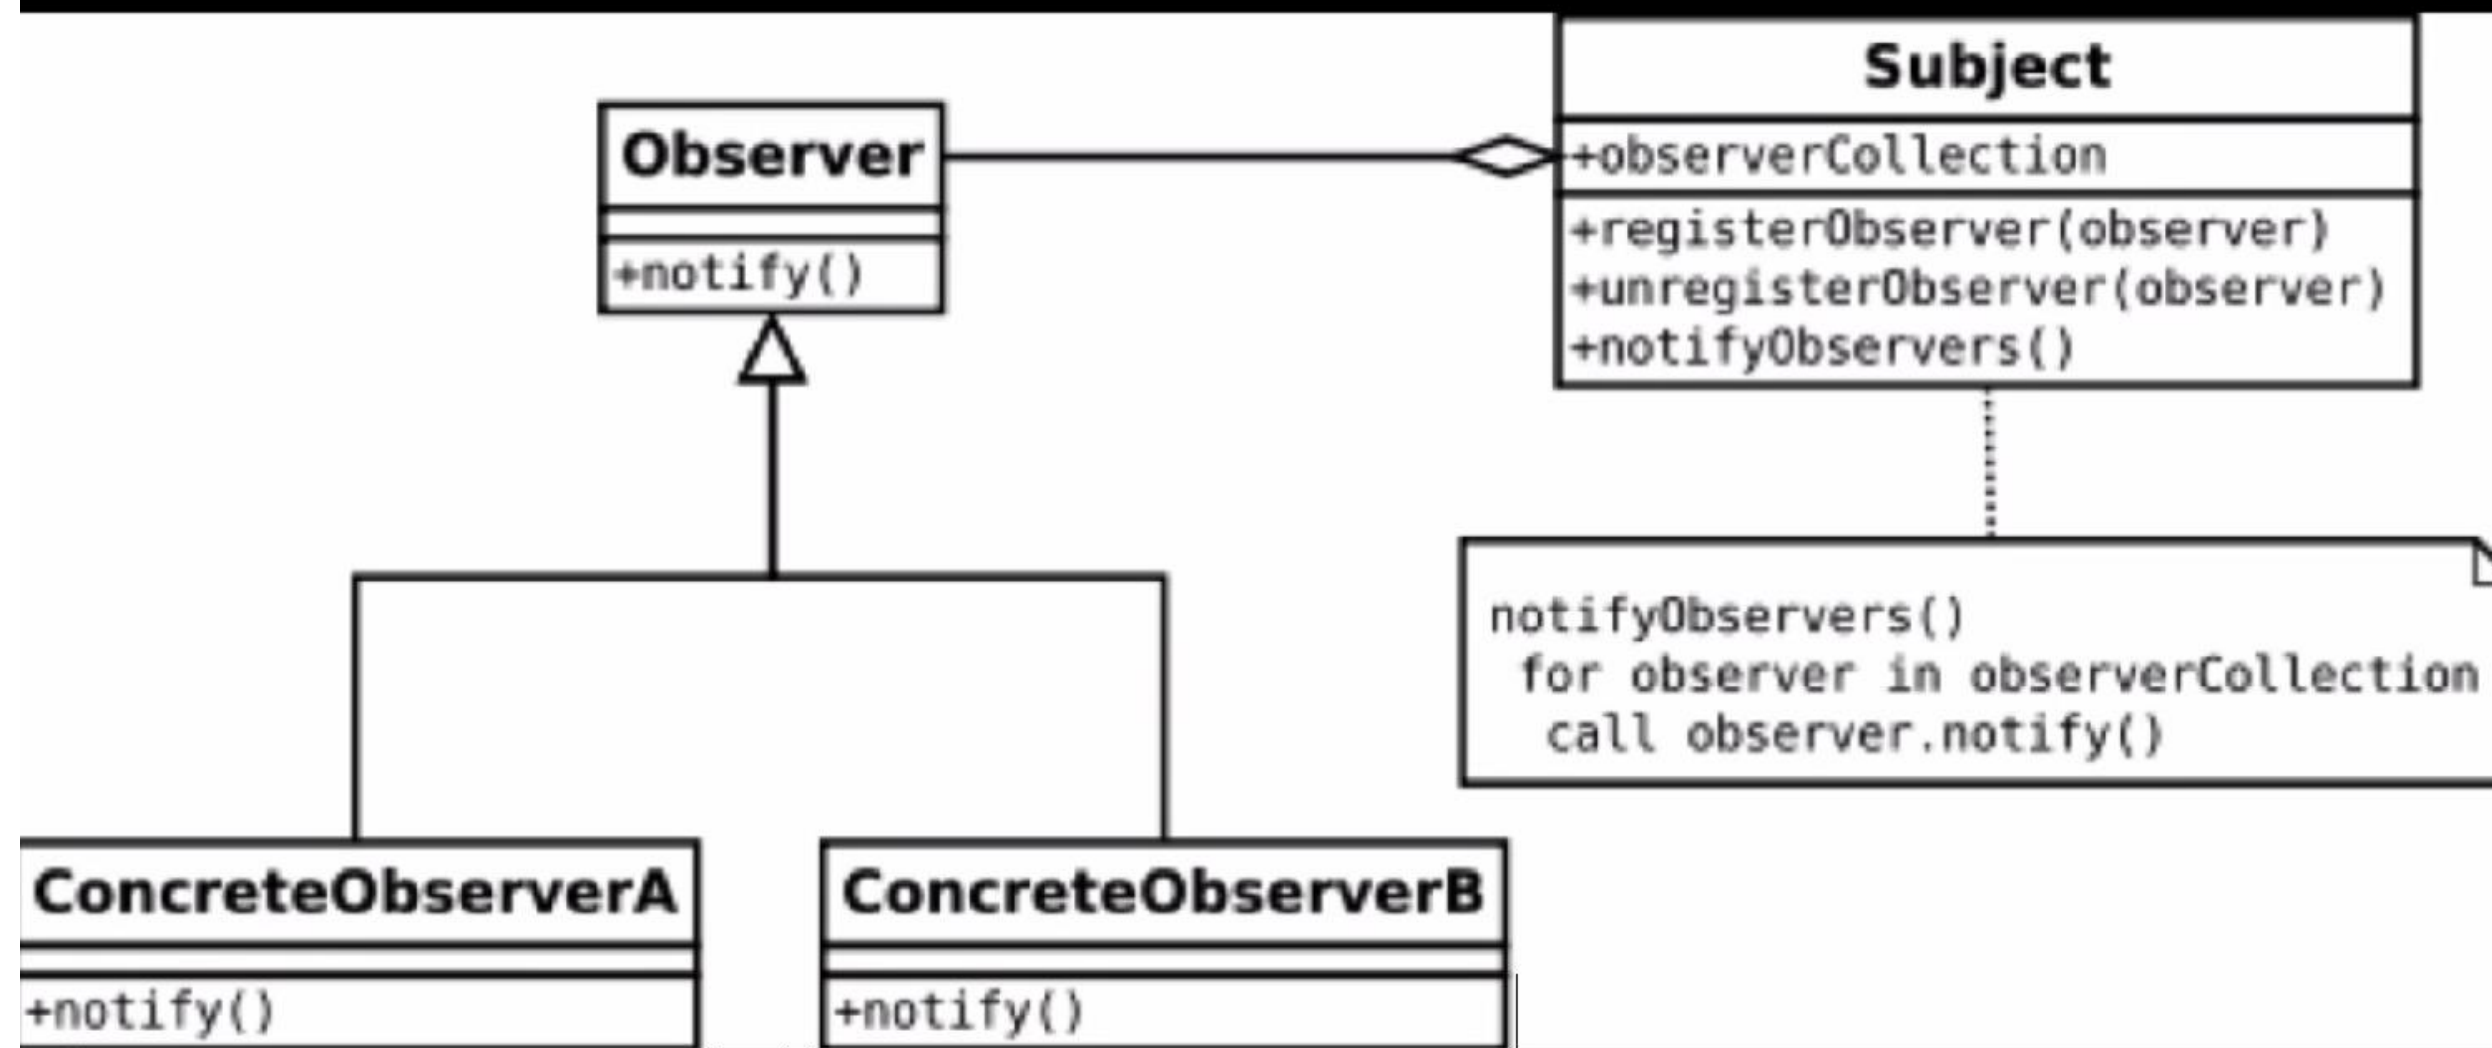 Subject
+observerCollection
+registerObserver(observer)
+unregisterObserver(observer)
+notifyObservers()
Observer
+notify()
notifyObservers()
for observer in observerCollection
call observer.notify()
ConcreteObserverA
+notify()
ConcreteObserverB
+notify()